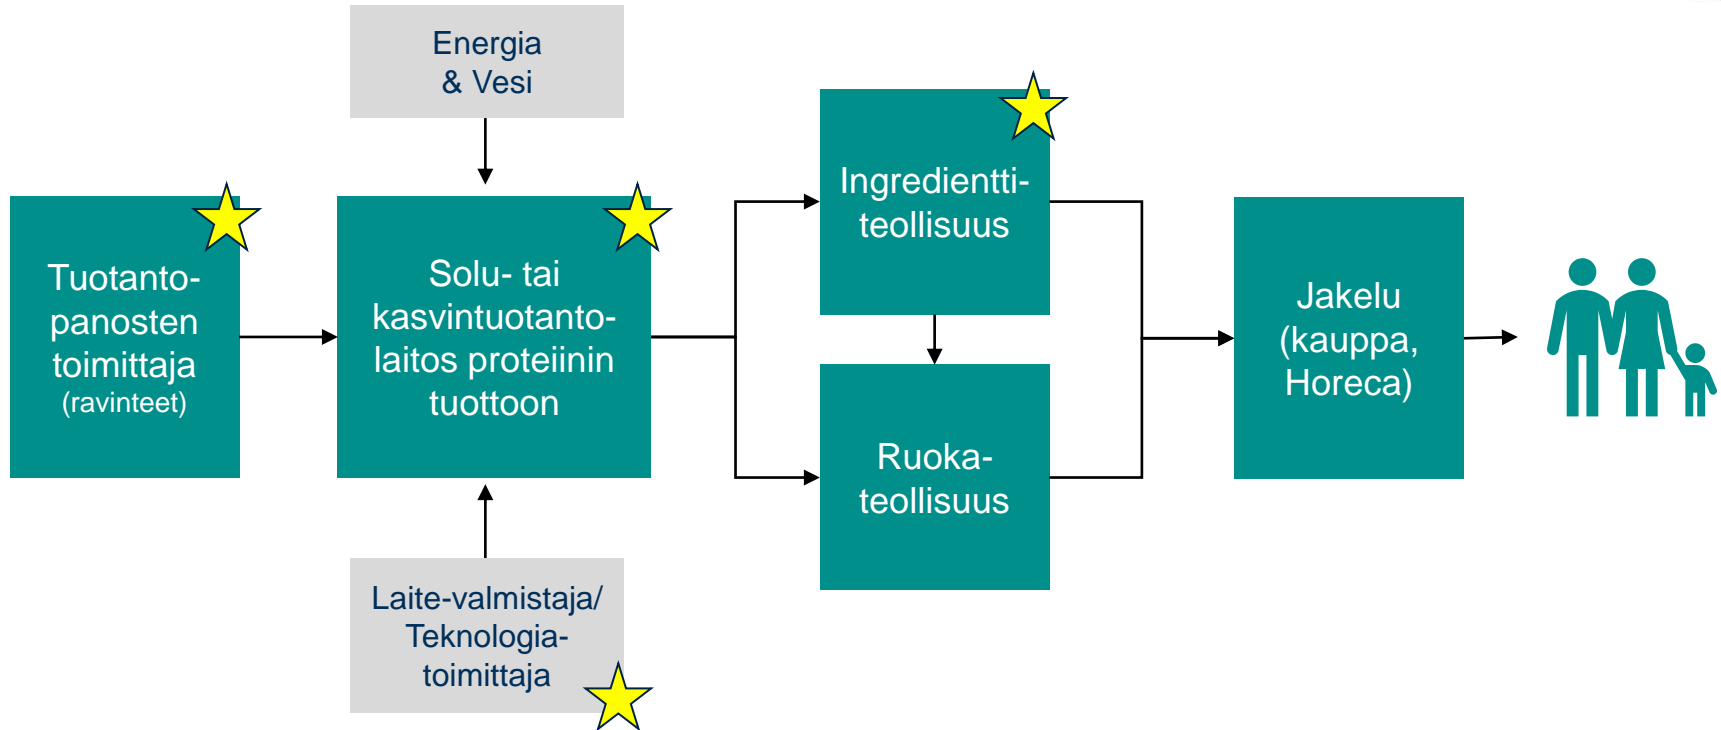 Energia
& Vesi
Tuotanto-
panosten
toimittaja
(ravinteet)
Solu- tai
kasvintuotanto-
laitos proteiinin
tuottoon
Laite-valmistaja/
Teknologia-
toimittaja
Ingredientti-
teollisuus
Ruoka-
teollisuus
Jakelu
(kauppa,
Horeca)